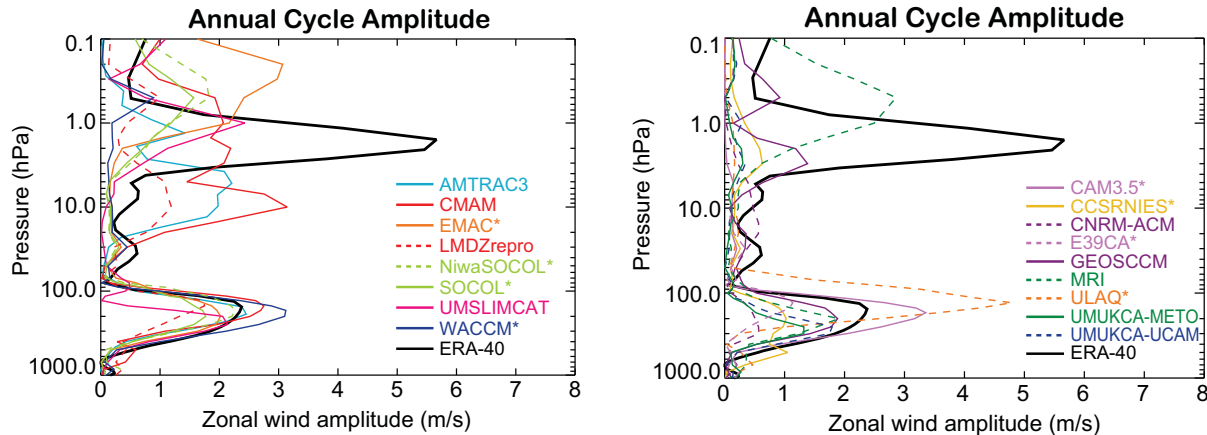 Annual Cycle Amplitude
0.1
1.0
10.0
100.0
1000.0
Pressure (hPa)
AMTRAC3
CMAM
EMAC*
LMDZrepro
NiwaSOCOL*
SOCOL*
UMSLIMCAT
WACCM*
ERA-40
0 1 2 3 4 5 6 7 8
Zonal wind amplitude (m/s)
Annual Cycle Amplitude
0.1
1.0
10.0
100.0
1000.0
Pressure (hPa)
CAM3.5*
CCSRNIES*
CNRM-ACM
E39CA*
GEOSCCM
MRI
ULAQ*
UMUKCA-METO
UMUKCA-UCAM
ERA-40
0 1 2 3 4 5 6 7 8
Zonal wind amplitude (m/s)